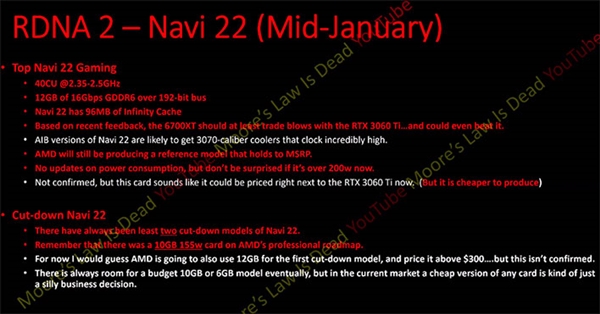 RDNA 2 – Navi 22 (Mid-January)
• Top Navi 22 Gaming
• 40CU @2.35-2.5GHz
• 12GB of 16Gbps GDDR6 over 192-bit bus
• Navi 22 has 96MB of Infinity Cache
• Based on recent feedback, the 6700XT should at least trade blows with the RTX 3060 Ti...and could even beat it.
• AIB versions of Navi 22 are likely to get 3070-caliber coolers that clock incredibly high.
• AMD will still be producing a reference model that holds to MSRP.
• No updates on power consumption, but don't be surprised if it's over 200w now.
• Not confirmed, but this card sounds like it could be priced right next to the RTX 3060 Ti now. (But it is cheaper to produce)
• Cut-down Navi 22
• There have always been least two cut-down models of Navi 22.
• Remember that there was a 10GB 155w card on AMD's professional roadmap.
• For now I would guess AMD is going to also use 12GB for the first cut-down model, and price it above $300....but this isn't confirmed.
• There is always room for a budget 10GB or 6GB model eventually, but in the current market a cheap version of any card is kind of just
a silly business decision.
Moore's Law Is Dead YouTube
Moore's Law Is Dead YouTube
Moore's Law Is Dead YouTube